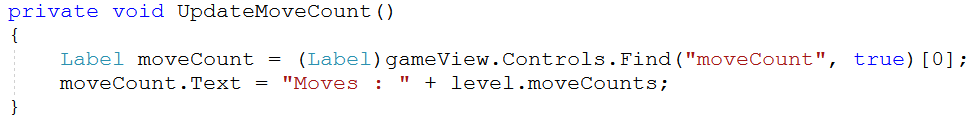 private void UpdateMoveCount()
{
    Label moveCount = (Label)gameView.Controls.Find("moveCount", true)[0];
    moveCount.Text = "Moves : " + level.moveCounts;
}